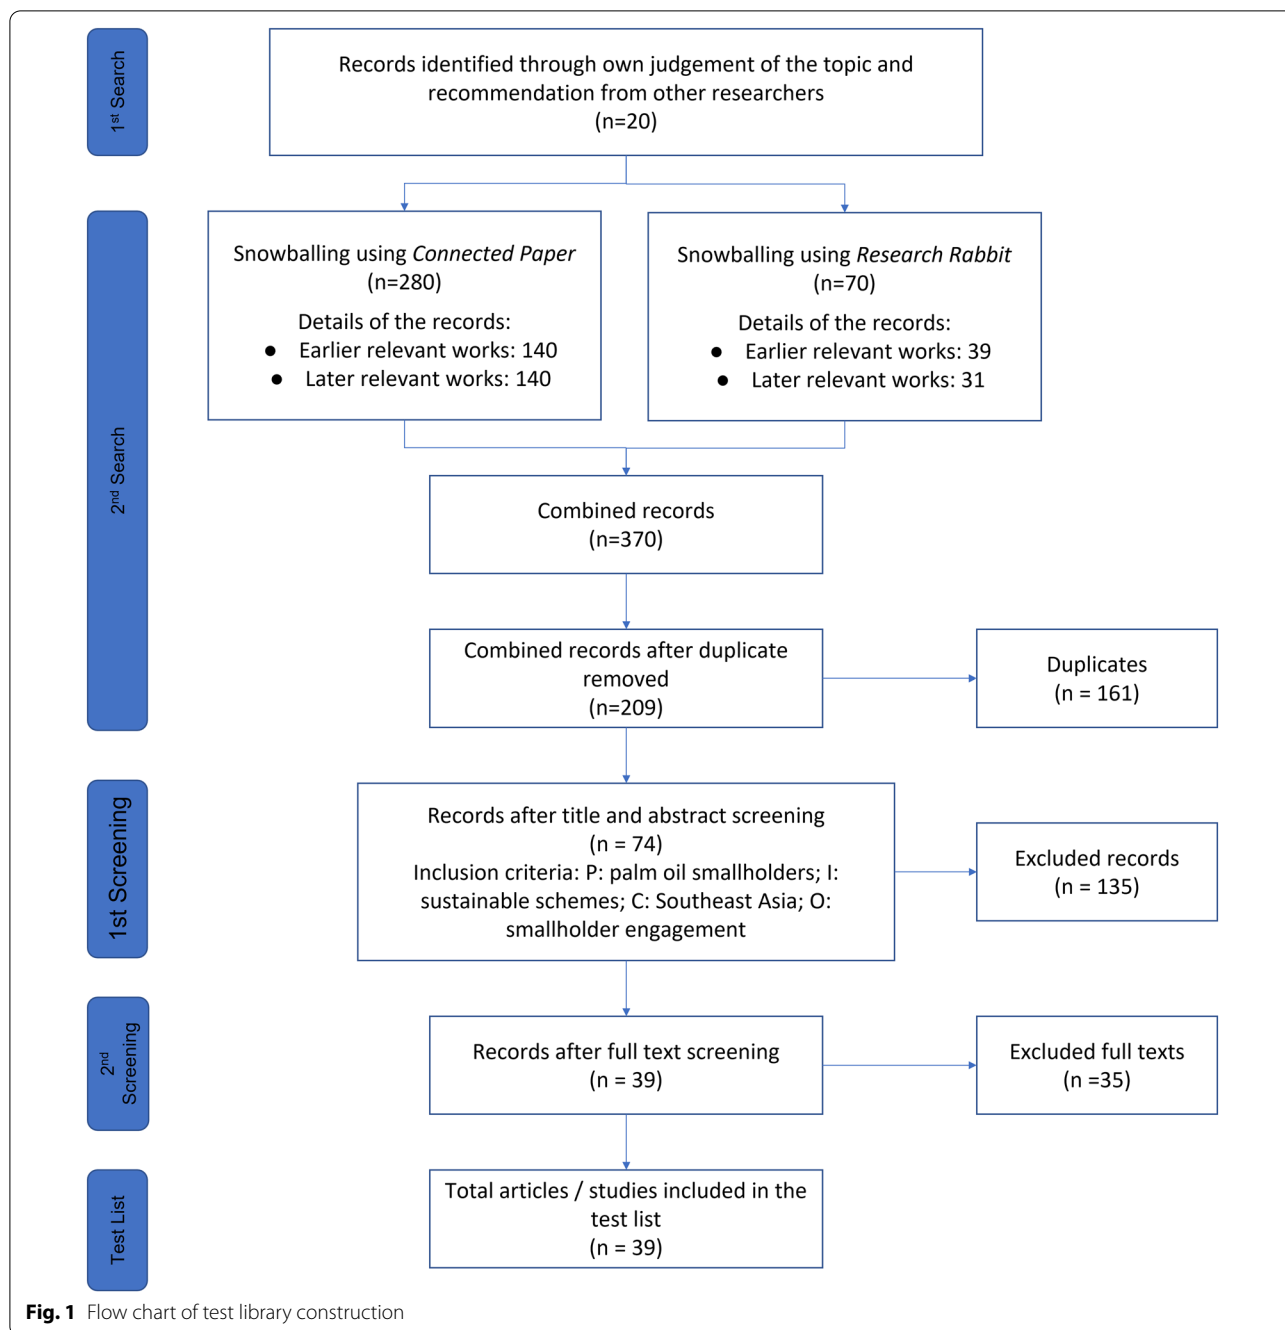 1st Search
Records identified through own judgement of the topic and
recommendation from other researchers
(n=20)
2nd Search
Snowballing using Connected Paper
(n=280)
Details of the records:
● Earlier relevant works: 140
● Later relevant works: 140
Snowballing using Research Rabbit
(n=70)
Details of the records:
● Earlier relevant works: 39
● Later relevant works: 31
Combined records
(n=370)
Combined records after duplicate
removed
(n=209)
Duplicates
(n = 161)
1st Screening
Records after title and abstract screening
(n = 74)
Inclusion criteria: P: palm oil smallholders; I:
sustainable schemes; C: Southeast Asia; O:
smallholder engagement
Excluded records
(n = 135)
2nd
Screening
Records after full text screening
(n = 39)
Excluded full texts
(n =35)
Test List
Total articles / studies included in the
test list
(n = 39)
Fig. 1 Flow chart of test library construction